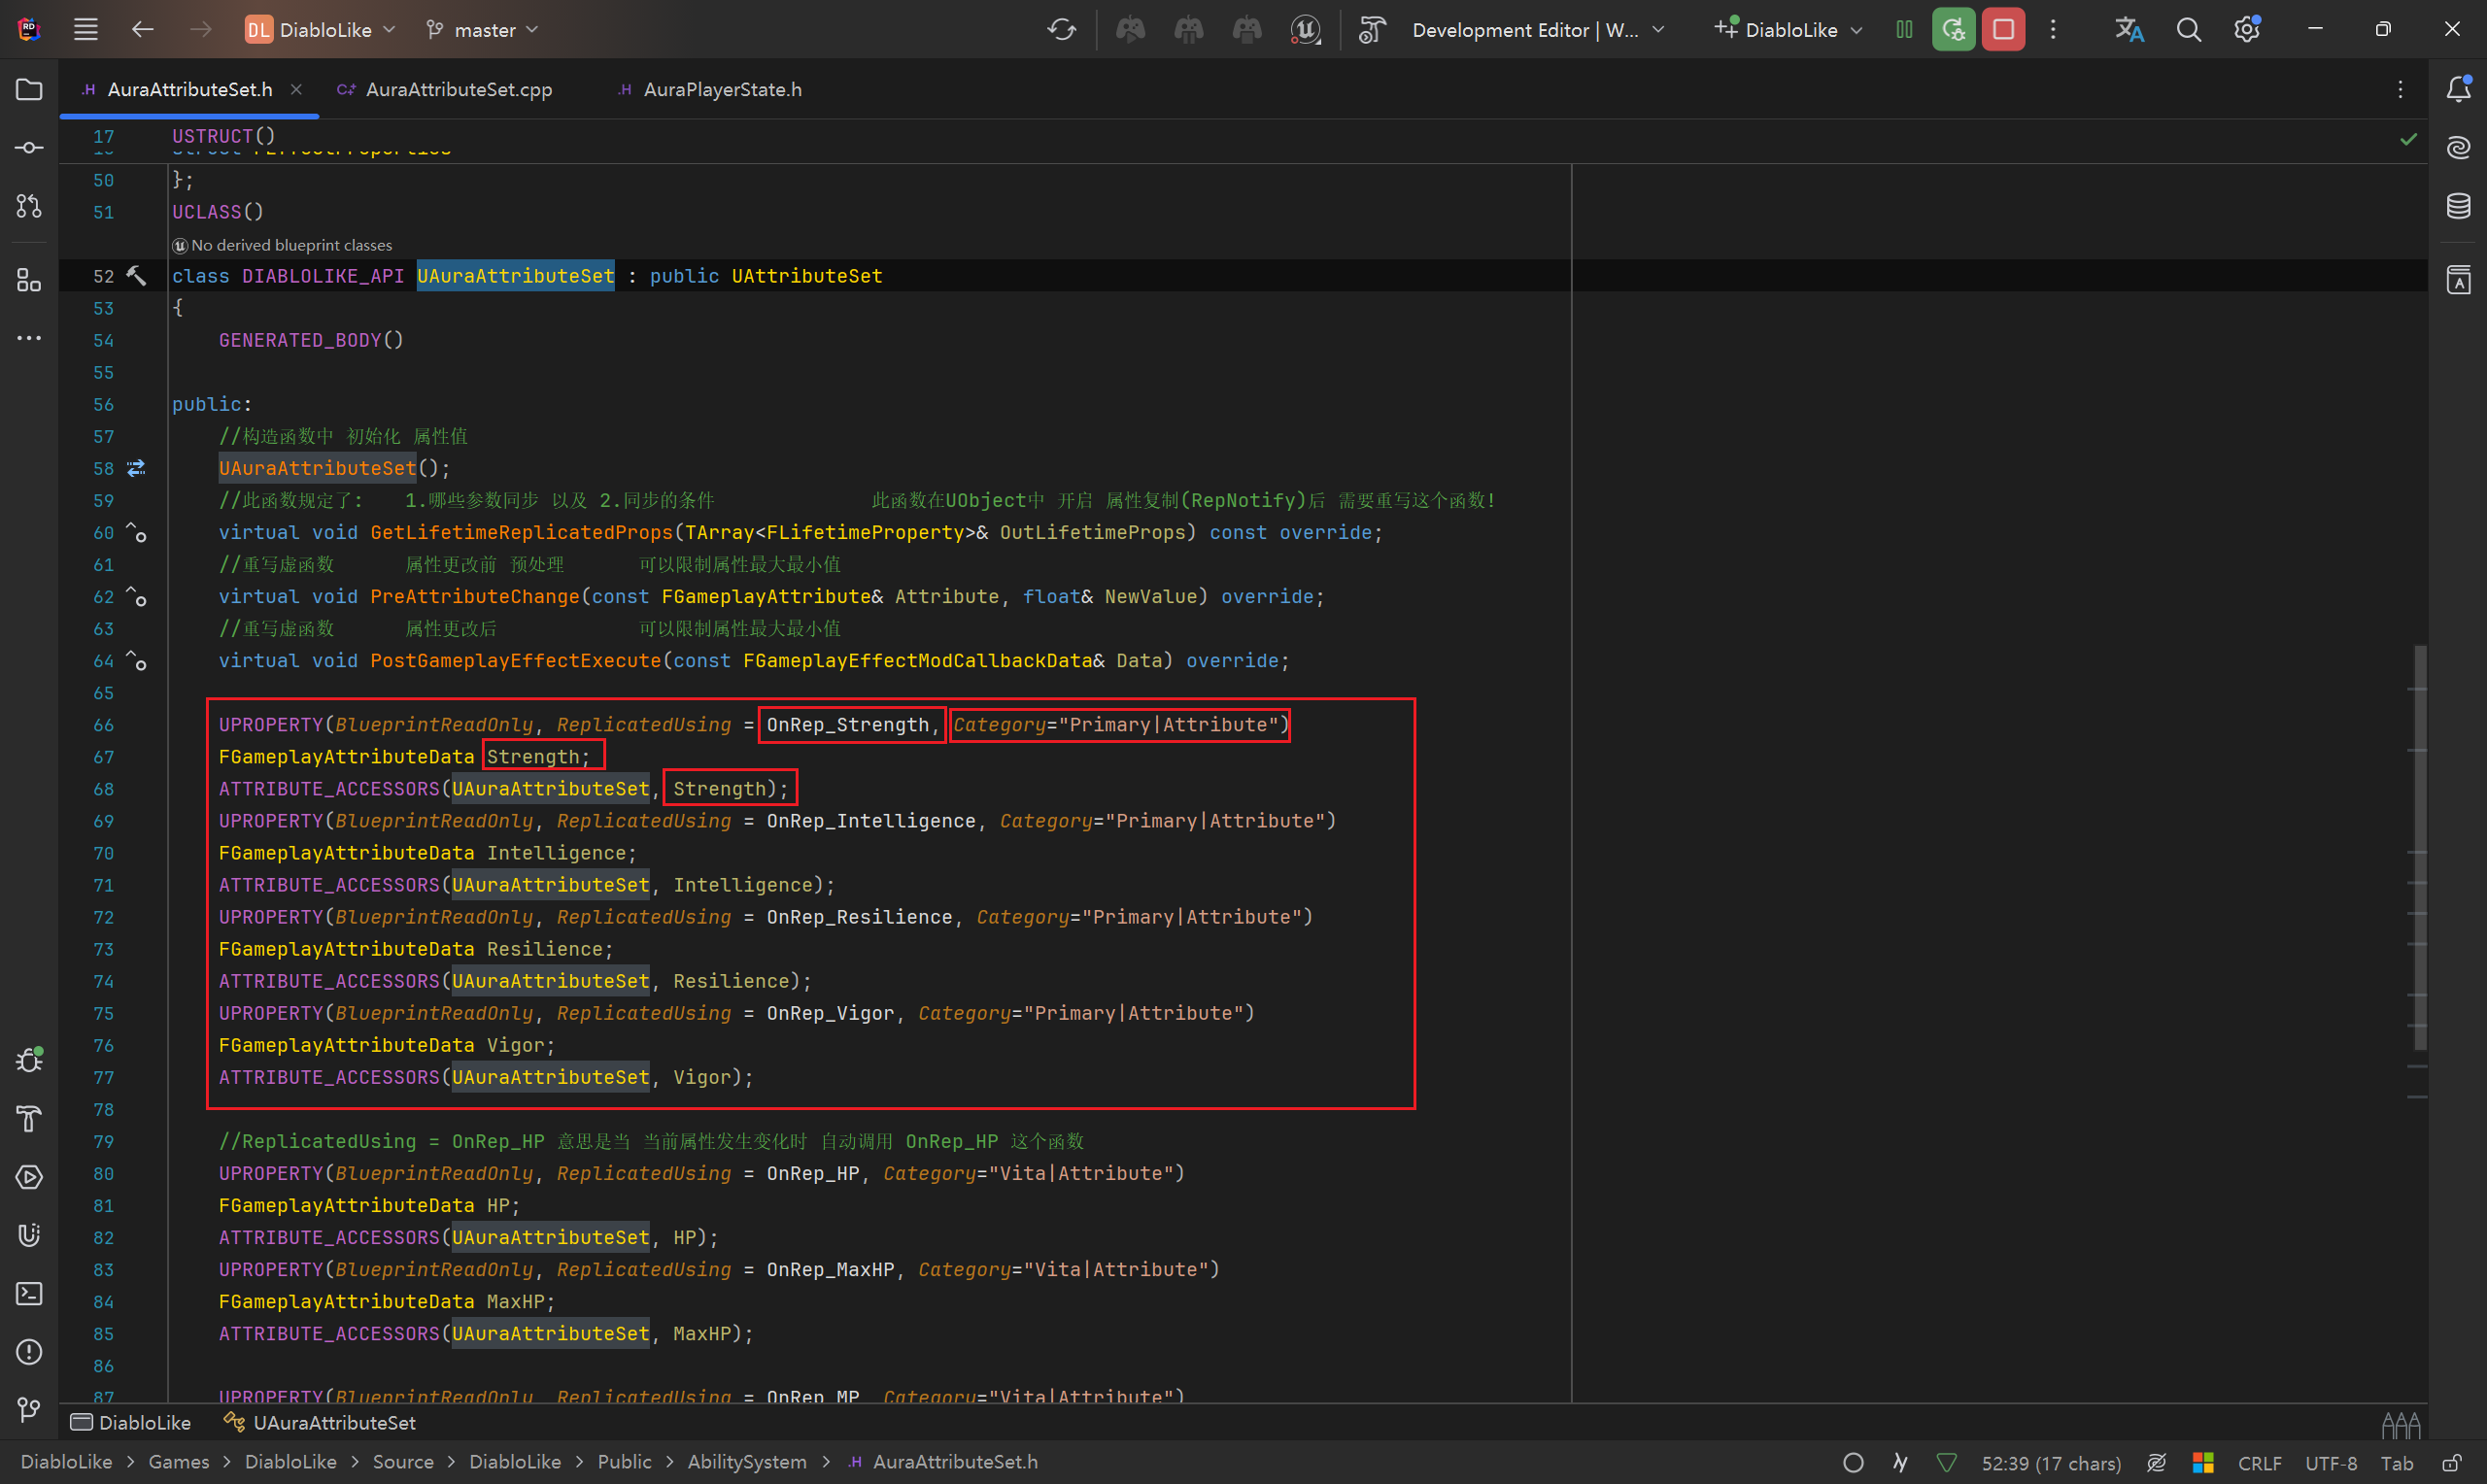 DL DiabloLike master Development Editor | W... DiabloLike
.H AuraAttributeSet.h C++ AuraAttributeSet.cpp .H AuraPlayerState.h
17 USTRUCT()
50 };
51 UCLASS()
No derived blueprint classes
52 class DIABLOLIKE_API UAuraAttributeSet : public UAttributeSet
53 {
54 GENERATED_BODY()
55
56 public:
57 //构造函数中 初始化 属性值
58 UAuraAttributeSet();
59 //此函数规定了: 1.哪些参数同步 以及 2.同步的条件 此函数在UObject中 开启 属性复制(RepNotify)后 需要重写这个函数!
60 virtual void GetLifetimeReplicatedProps(TArray<FLifetimeProperty>& OutLifetimeProps) const override;
61 //重写虚函数 属性更改前 预处理 可以限制属性最大最小值
62 virtual void PreAttributeChange(const FGameplayAttribute& Attribute, float& NewValue) override;
63 //重写虚函数 属性更改后 可以限制属性最大最小值
64 virtual void PostGameplayEffectExecute(const FGameplayEffectModCallbackData& Data) override;
65
66 UPROPERTY(BlueprintReadOnly, ReplicatedUsing = OnRep_Strength, Category="Primary|Attribute")
67 FGameplayAttributeData Strength;
68 ATTRIBUTE_ACCESSORS(UAuraAttributeSet, Strength);
69 UPROPERTY(BlueprintReadOnly, ReplicatedUsing = OnRep_Intelligence, Category="Primary|Attribute")
70 FGameplayAttributeData Intelligence;
71 ATTRIBUTE_ACCESSORS(UAuraAttributeSet, Intelligence);
72 UPROPERTY(BlueprintReadOnly, ReplicatedUsing = OnRep_Resilience, Category="Primary|Attribute")
73 FGameplayAttributeData Resilience;
74 ATTRIBUTE_ACCESSORS(UAuraAttributeSet, Resilience);
75 UPROPERTY(BlueprintReadOnly, ReplicatedUsing = OnRep_Vigor, Category="Primary|Attribute")
76 FGameplayAttributeData Vigor;
77 ATTRIBUTE_ACCESSORS(UAuraAttributeSet, Vigor);
78
79 //ReplicatedUsing = OnRep_HP 意思是当 当前属性发生变化时 自动调用 OnRep_HP 这个函数
80 UPROPERTY(BlueprintReadOnly, ReplicatedUsing = OnRep_HP, Category="Vita|Attribute")
81 FGameplayAttributeData HP;
82 ATTRIBUTE_ACCESSORS(UAuraAttributeSet, HP);
83 UPROPERTY(BlueprintReadOnly, ReplicatedUsing = OnRep_MaxHP, Category="Vita|Attribute")
84 FGameplayAttributeData MaxHP;
85 ATTRIBUTE_ACCESSORS(UAuraAttributeSet, MaxHP);
86
87 UPROPERTY(BlueprintReadOnly, ReplicatedUsing = OnRep_MP, Category="Vita|Attribute")
DiabloLike UAuraAttributeSet
DiabloLike > Games > DiabloLike > Source > DiabloLike > Public > AbilitySystem > .H AuraAttributeSet.h 52:39 (17 chars) CRLF UTF-8 Tab